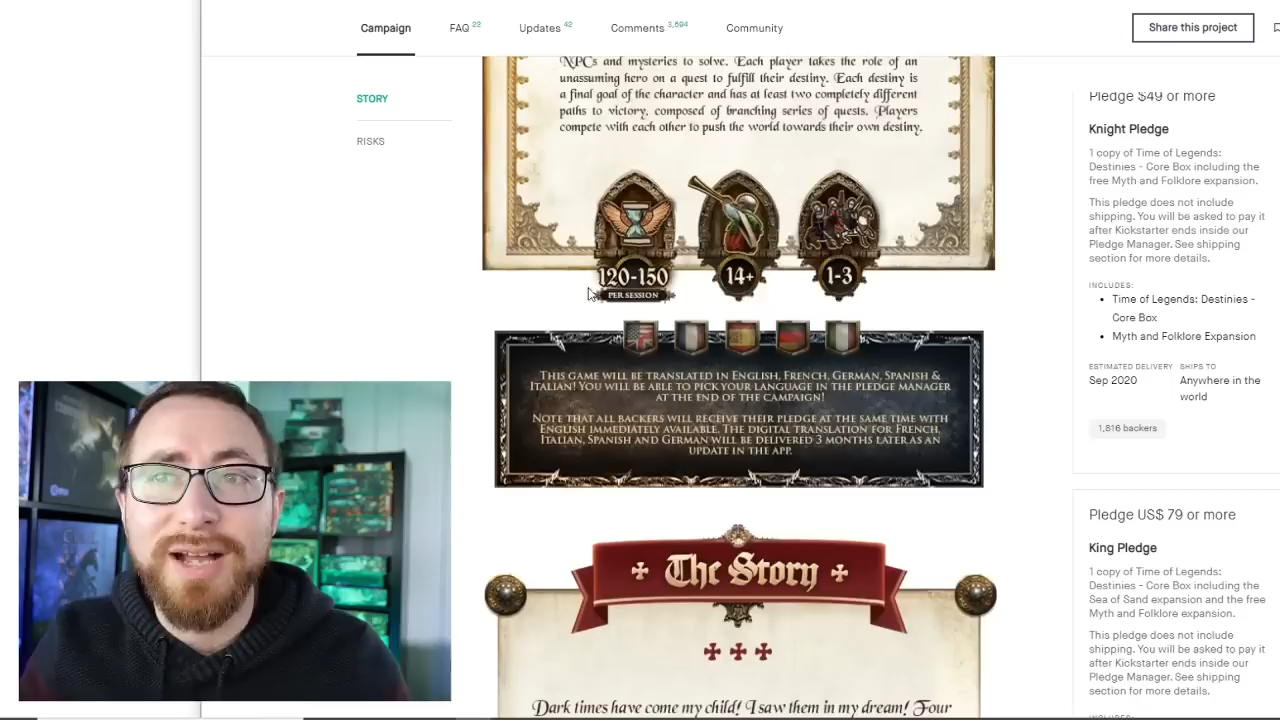 Campaign
FAQ 22
Updates 42
Comments 3,694
Community
Share this project
STORY
RISKS
NPCs and mysteries to solve. Each player takes the role of an
unassuming hero on a quest to fulfill their destiny. Each destiny is
a final goal of the character and has at least two completely different
paths to victory, composed of branching series of quests. Players
compete with each other to push the world towards their own destiny.
120-150
PER SESSION
14+
1-3
THIS GAME WILL BE TRANSLATED IN ENGLISH, FRENCH, GERMAN, SPANISH &
ITALIAN! YOU WILL BE ABLE TO PICK YOUR LANGUAGE IN THE PLEDGE MANAGER
AT THE END OF THE CAMPAIGN!
NOTE THAT ALL BACKERS WILL RECEIVE THEIR PLEDGE AT THE SAME TIME WITH
ENGLISH IMMEDIATELY AVAILABLE. THE DIGITAL TRANSLATION FOR FRENCH,
ITALIAN, SPANISH AND GERMAN WILL BE DELIVERED 3 MONTHS LATER AS AN
UPDATE IN THE APP.
The Story
Dark times have come my child! I saw them in my dream! Four
Pledge $49 or more
Knight Pledge
1 copy of Time of Legends:
Destinies - Core Box including the
free Myth and Folklore expansion.
This pledge does not include
shipping. You will be asked to pay it
after Kickstarter ends inside our
Pledge Manager. See shipping
section for more details.
INCLUDES:
• Time of Legends: Destinies -
Core Box
• Myth and Folklore Expansion
ESTIMATED DELIVERY
Sep 2020
SHIPS TO
Anywhere in the
world
1,816 backers
Pledge US$ 79 or more
King Pledge
1 copy of Time of Legends:
Destinies - Core Box including the
Sea of Sand expansion and the free
Myth and Folklore expansion.
This pledge does not include
shipping. You will be asked to pay it
after Kickstarter ends inside our
Pledge Manager. See shipping
section for more details.